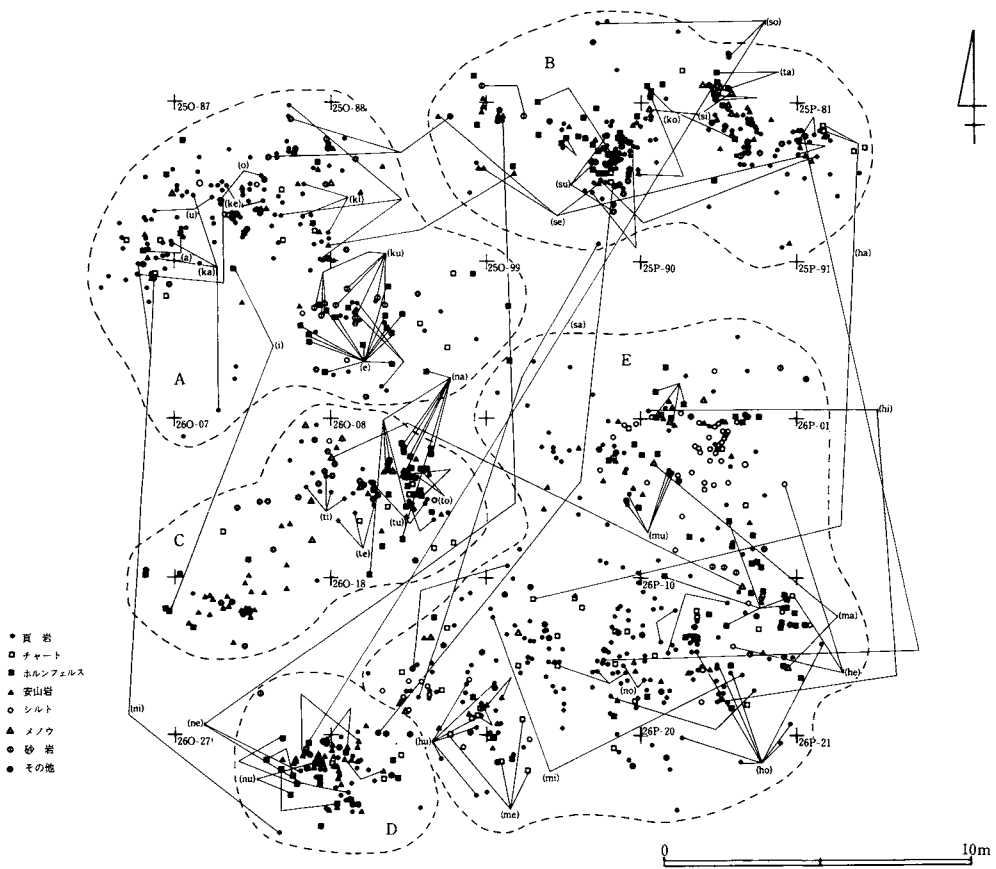 (so)
B
(ta)
25O-87
25O-88
25P-81
(ko)
(si)
(o)
(su)
(ki)
(ke)
(u)
(se)
(a)
(ka)
(ku)
(ha)
25O-99
25P-90
25P-91
(sa)
(i)
E
(e)
A
(na)
(hi)
26O-07
26O-08
26P-01
(to)
(ti)
(tu)
(mu)
C
(te)
26O-18
26P-10
(ma)
頁 岩
チャート
ホルンフェルス
安山岩
シルト
メノウ
砂 岩
その他
(he)
(no)
(ni)
(ne)
26O-27
(hu)
26P-20
26P-21
(nu)
(mi)
(ho)
(me)
D
0
10m